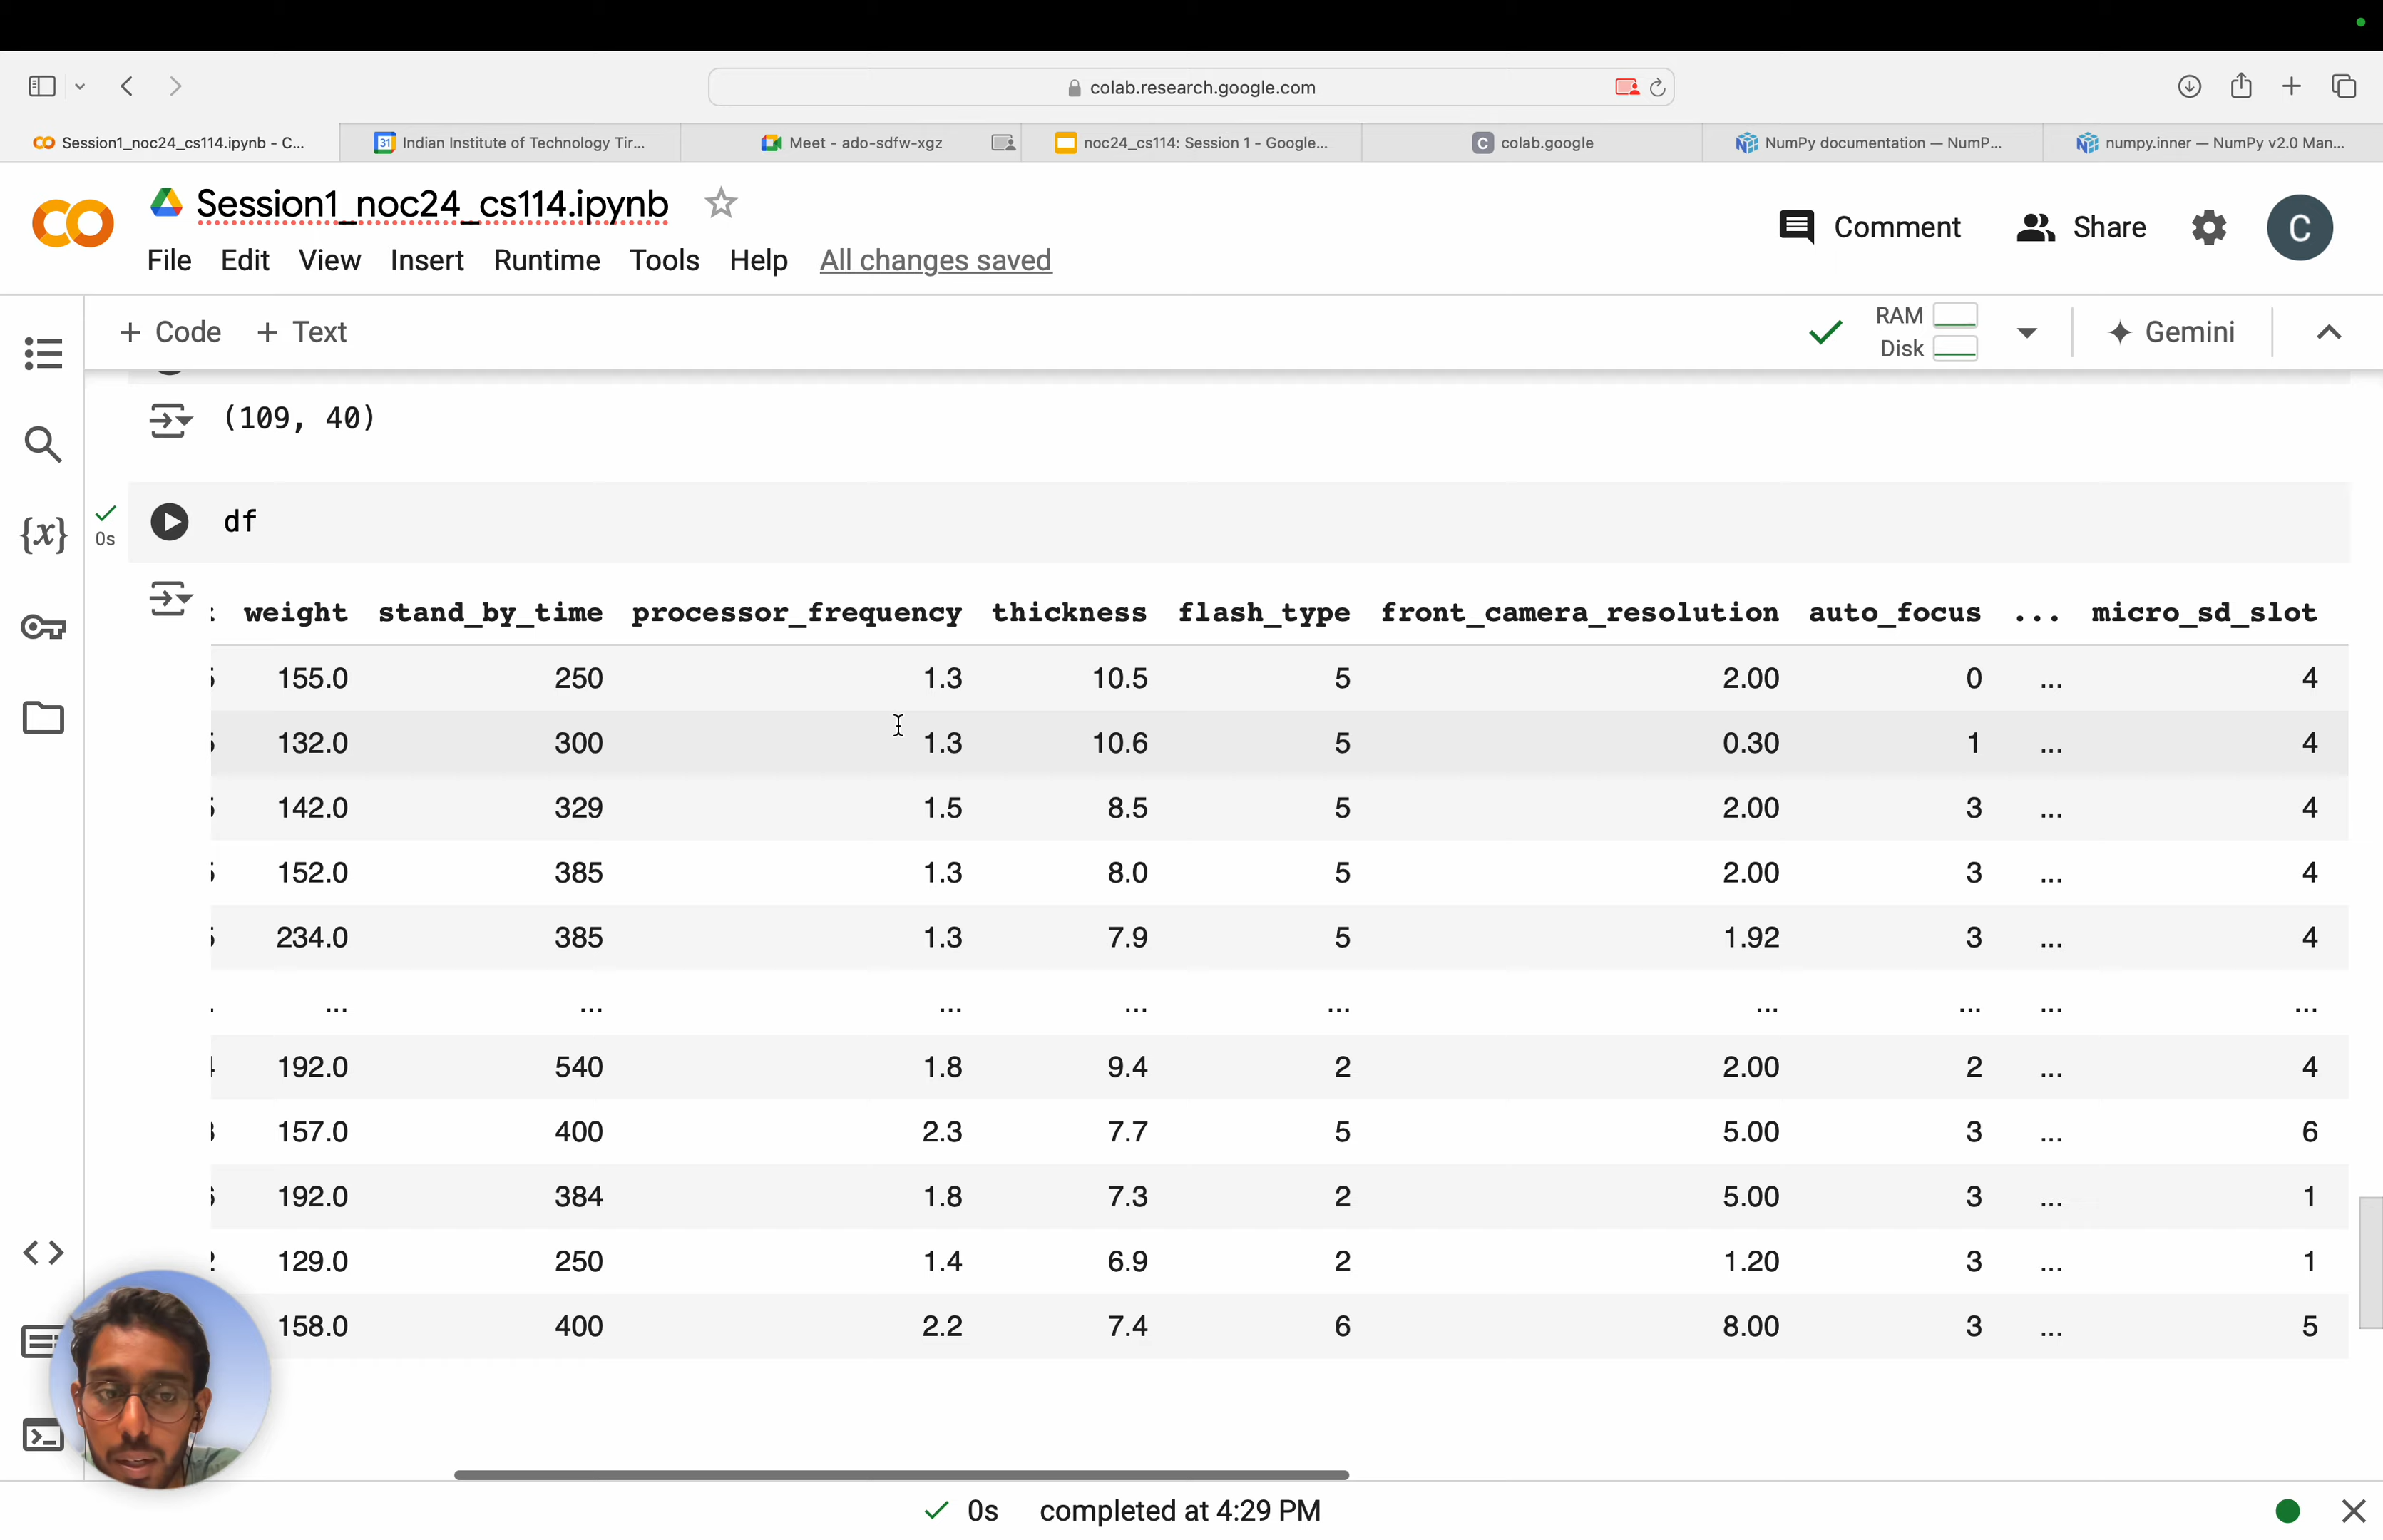 colab.research.google.com
Session1_noc24_cs114.ipynb - C...
31 Indian Institute of Technology Tir...
Meet - ado-sdfw-xgz
noc24_cs114: Session 1 - Google...
C colab.google
NumPy documentation — NumP...
numpy.inner — NumPy v2.0 Man...
Session1_noc24_cs114.ipynb
Comment Share C
File Edit View Insert Runtime Tools Help All changes saved
+ Code + Text
RAM
Disk
Gemini
(109, 40)
{x}
0s
df
weight stand_by_time processor_frequency thickness flash_type front_camera_resolution auto_focus ... micro_sd_slot
155.0 250 1.3 10.5 5 2.00 0 ... 4
132.0 300 1.3 10.6 5 0.30 1 ... 4
142.0 329 1.5 8.5 5 2.00 3 ... 4
152.0 385 1.3 8.0 5 2.00 3 ... 4
234.0 385 1.3 7.9 5 1.92 3 ... 4
... ... ... ... ... ... ... ... ...
192.0 540 1.8 9.4 2 2.00 2 ... 4
157.0 400 2.3 7.7 5 5.00 3 ... 6
192.0 384 1.8 7.3 2 5.00 3 ... 1
129.0 250 1.4 6.9 2 1.20 3 ... 1
158.0 400 2.2 7.4 6 8.00 3 ... 5
0s completed at 4:29 PM